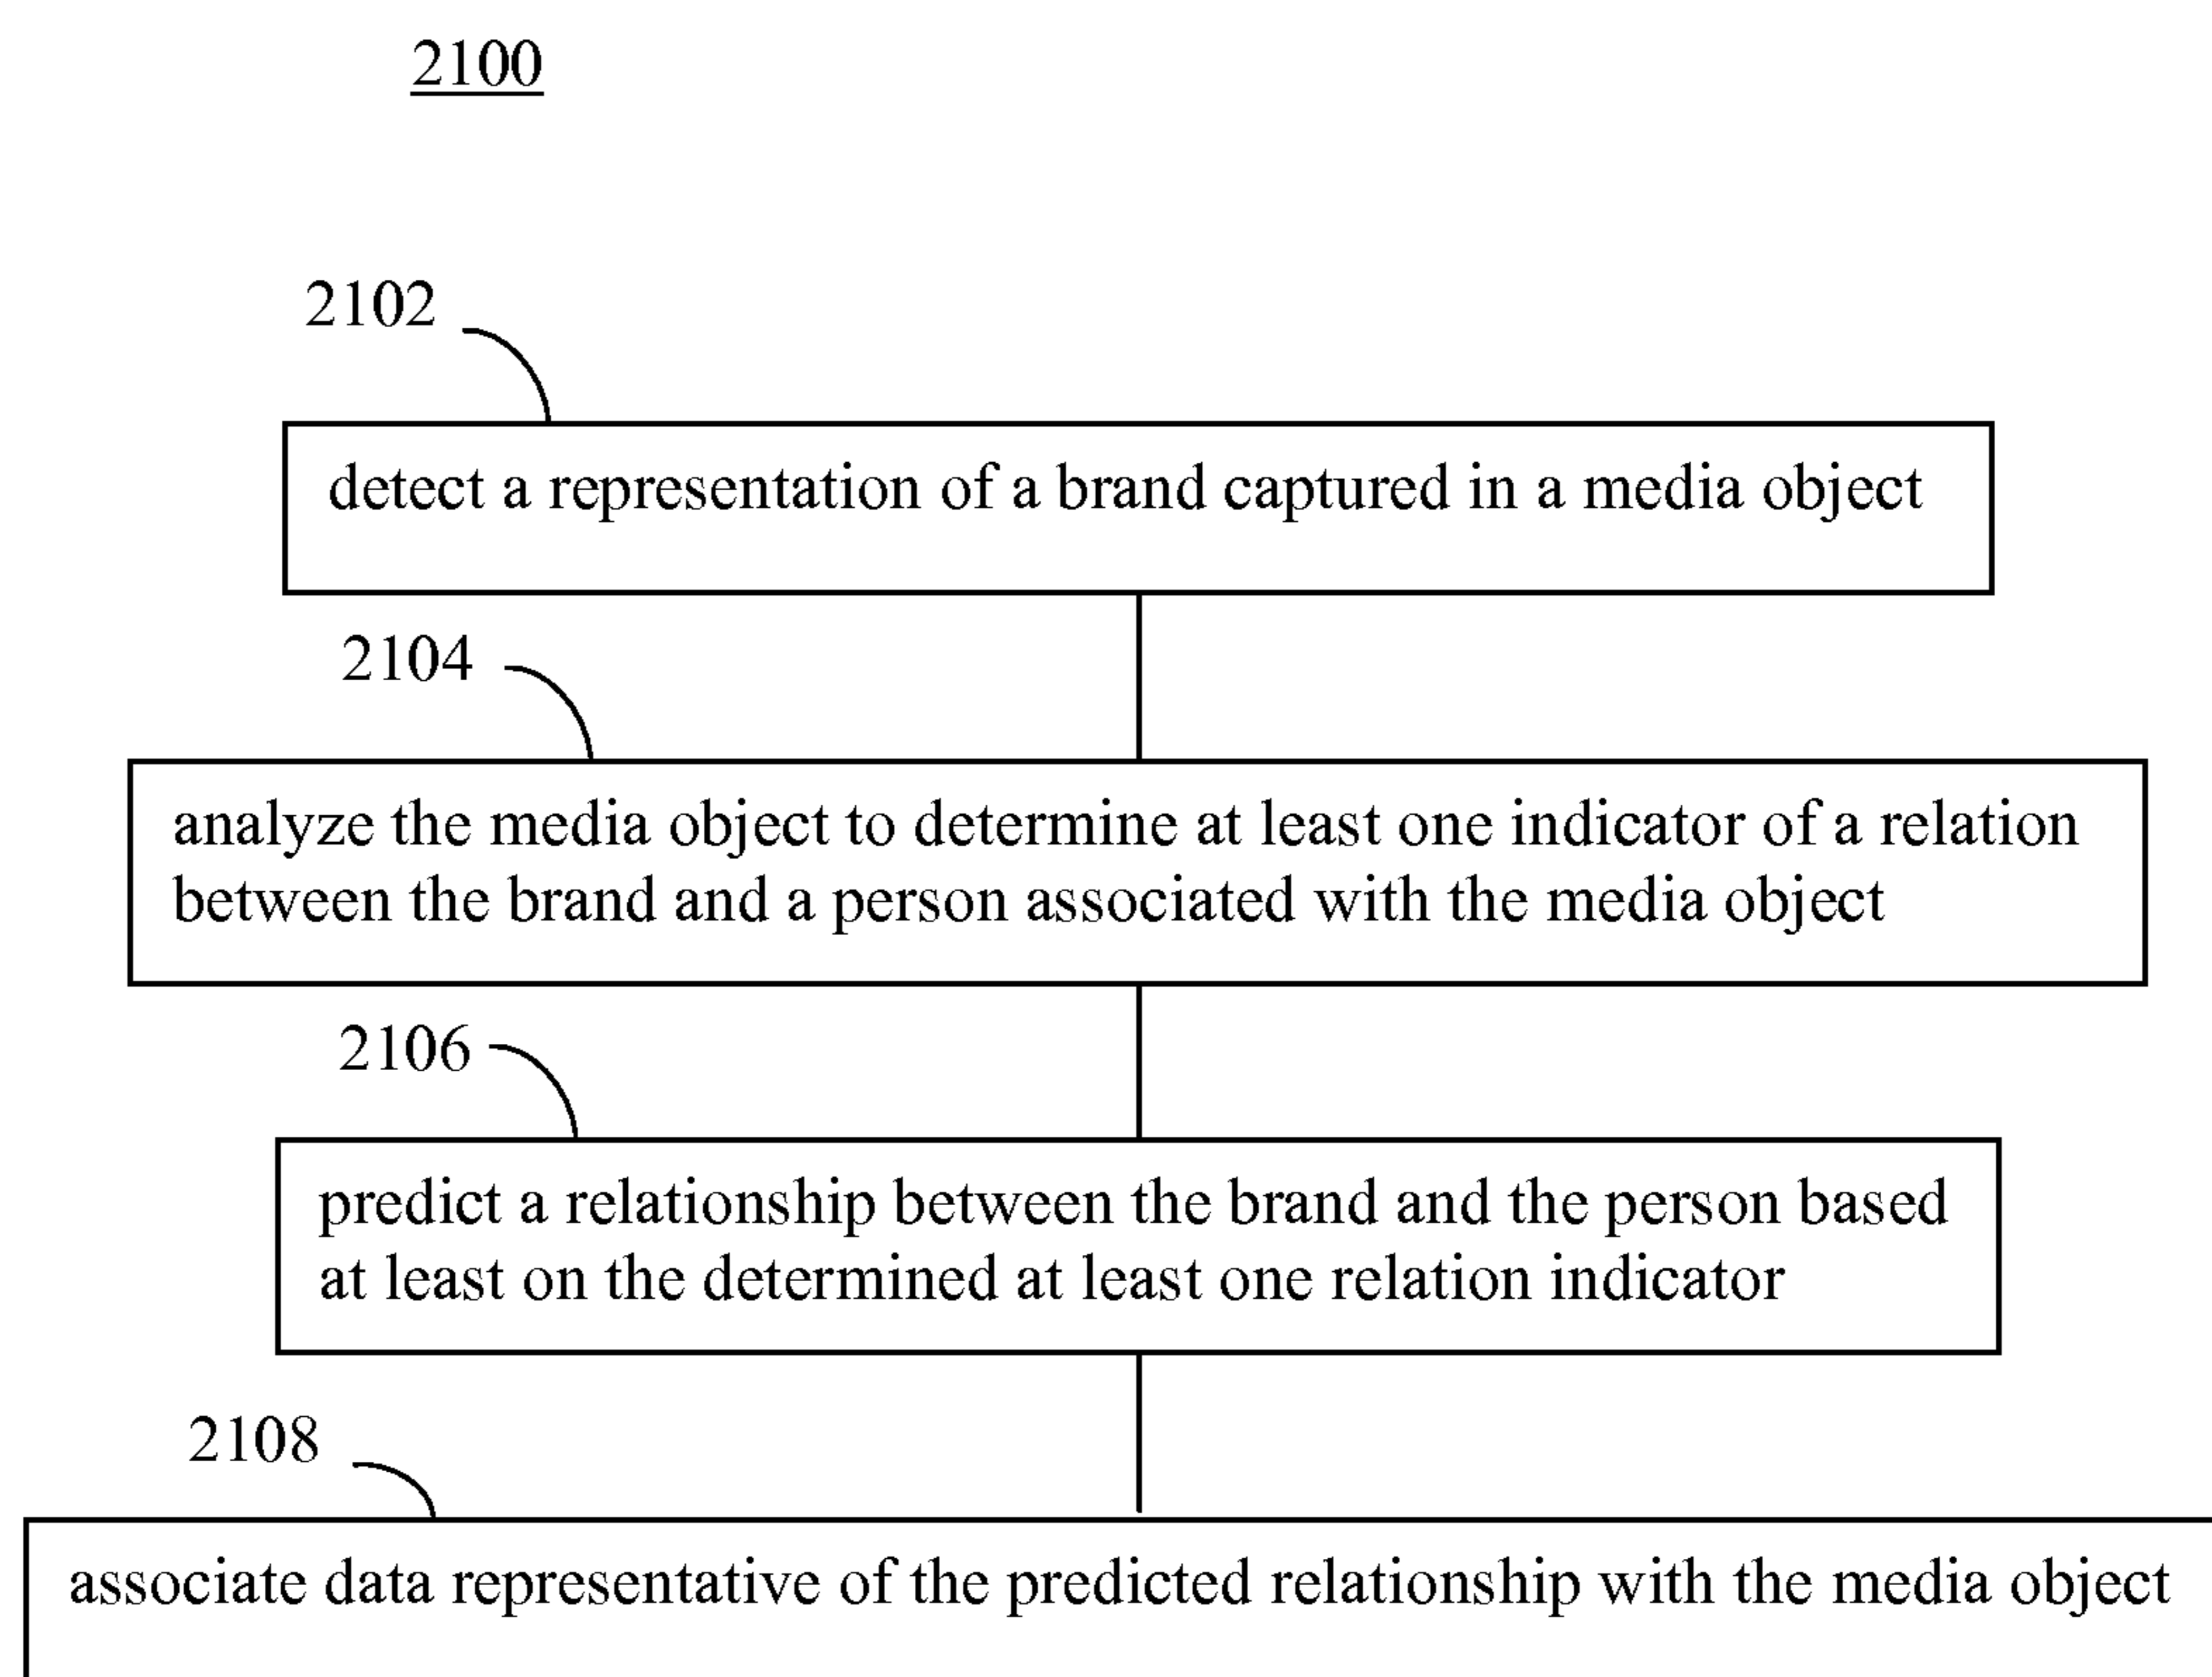 2100
2102
detect a representation of a brand captured in a media object
2104
analyze the media object to determine at least one indicator of a relation
between the brand and a person associated with the media object
2106
predict a relationship between the brand and the person based
at least on the determined at least one relation indicator
2108
associate data representative of the predicted relationship with the media object